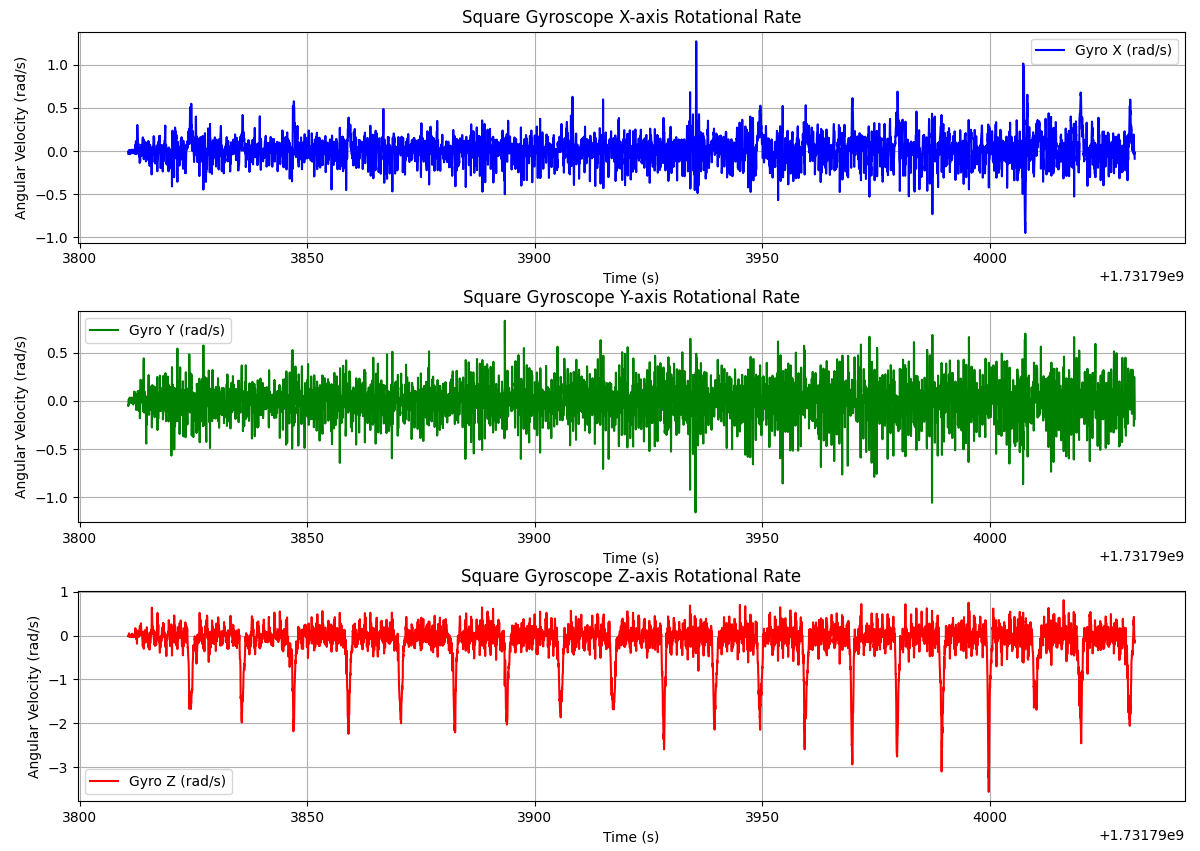 Square Gyroscope X-axis Rotational Rate
Angular Velocity (rad/s)
1.0
0.5
0.0
−0.5
−1.0
Gyro X (rad/s)
3800 3850 3900 3950 4000
Time (s)
+1.73179e9
Square Gyroscope Y-axis Rotational Rate
Angular Velocity (rad/s)
Gyro Y (rad/s)
0.5
0.0
−0.5
−1.0
3800 3850 3900 3950 4000
Time (s)
+1.73179e9
Square Gyroscope Z-axis Rotational Rate
Angular Velocity (rad/s)
1
0
−1
−2
−3
Gyro Z (rad/s)
3800 3850 3900 3950 4000
Time (s)
+1.73179e9